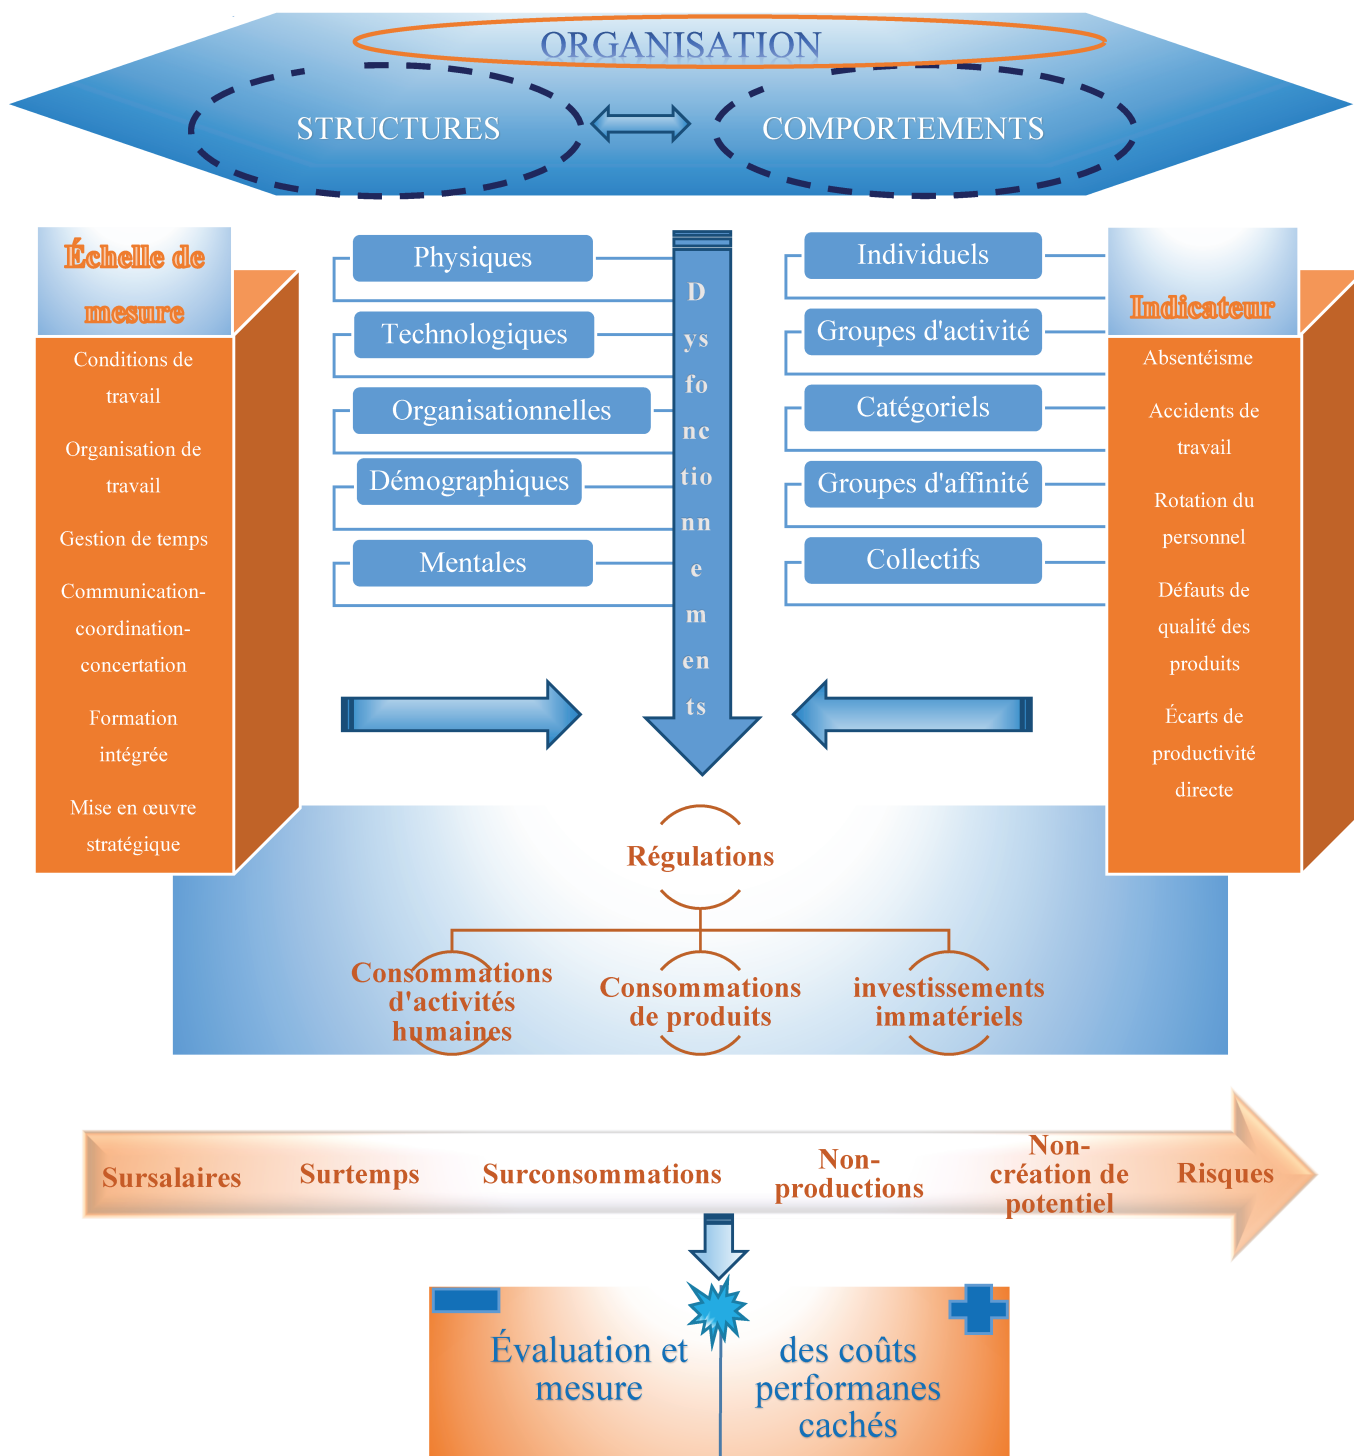 ORGANISATION
STRUCTURES
COMPORTEMENTS
Échelle de
mesure
Conditions de
travail
Organisation de
travail
Gestion de temps
Communication-
coordination-
concertation
Formation
intégrée
Mise en œuvre
stratégique
Physiques
Technologiques
Organisationnelles
Démographiques
Mentales
D
ys
fo
nc
tio
nn
e
m
en
ts
Individuels
Groupes d'activité
Catégoriels
Groupes d'affinité
Collectifs
Indicateur
Absentéisme
Accidents de
travail
Rotation du
personnel
Défauts de
qualité des
produits
Écarts de
productivité
directe
Régulations
Consommations
d'activités
humaines
Consommations
de produits
investissements
immatériels
Sursalaires
Surtemps
Surconsommations
Non-
productions
Non-
création de
potentiel
Risques
Évaluation et
mesure
des coûts
performanes
cachés